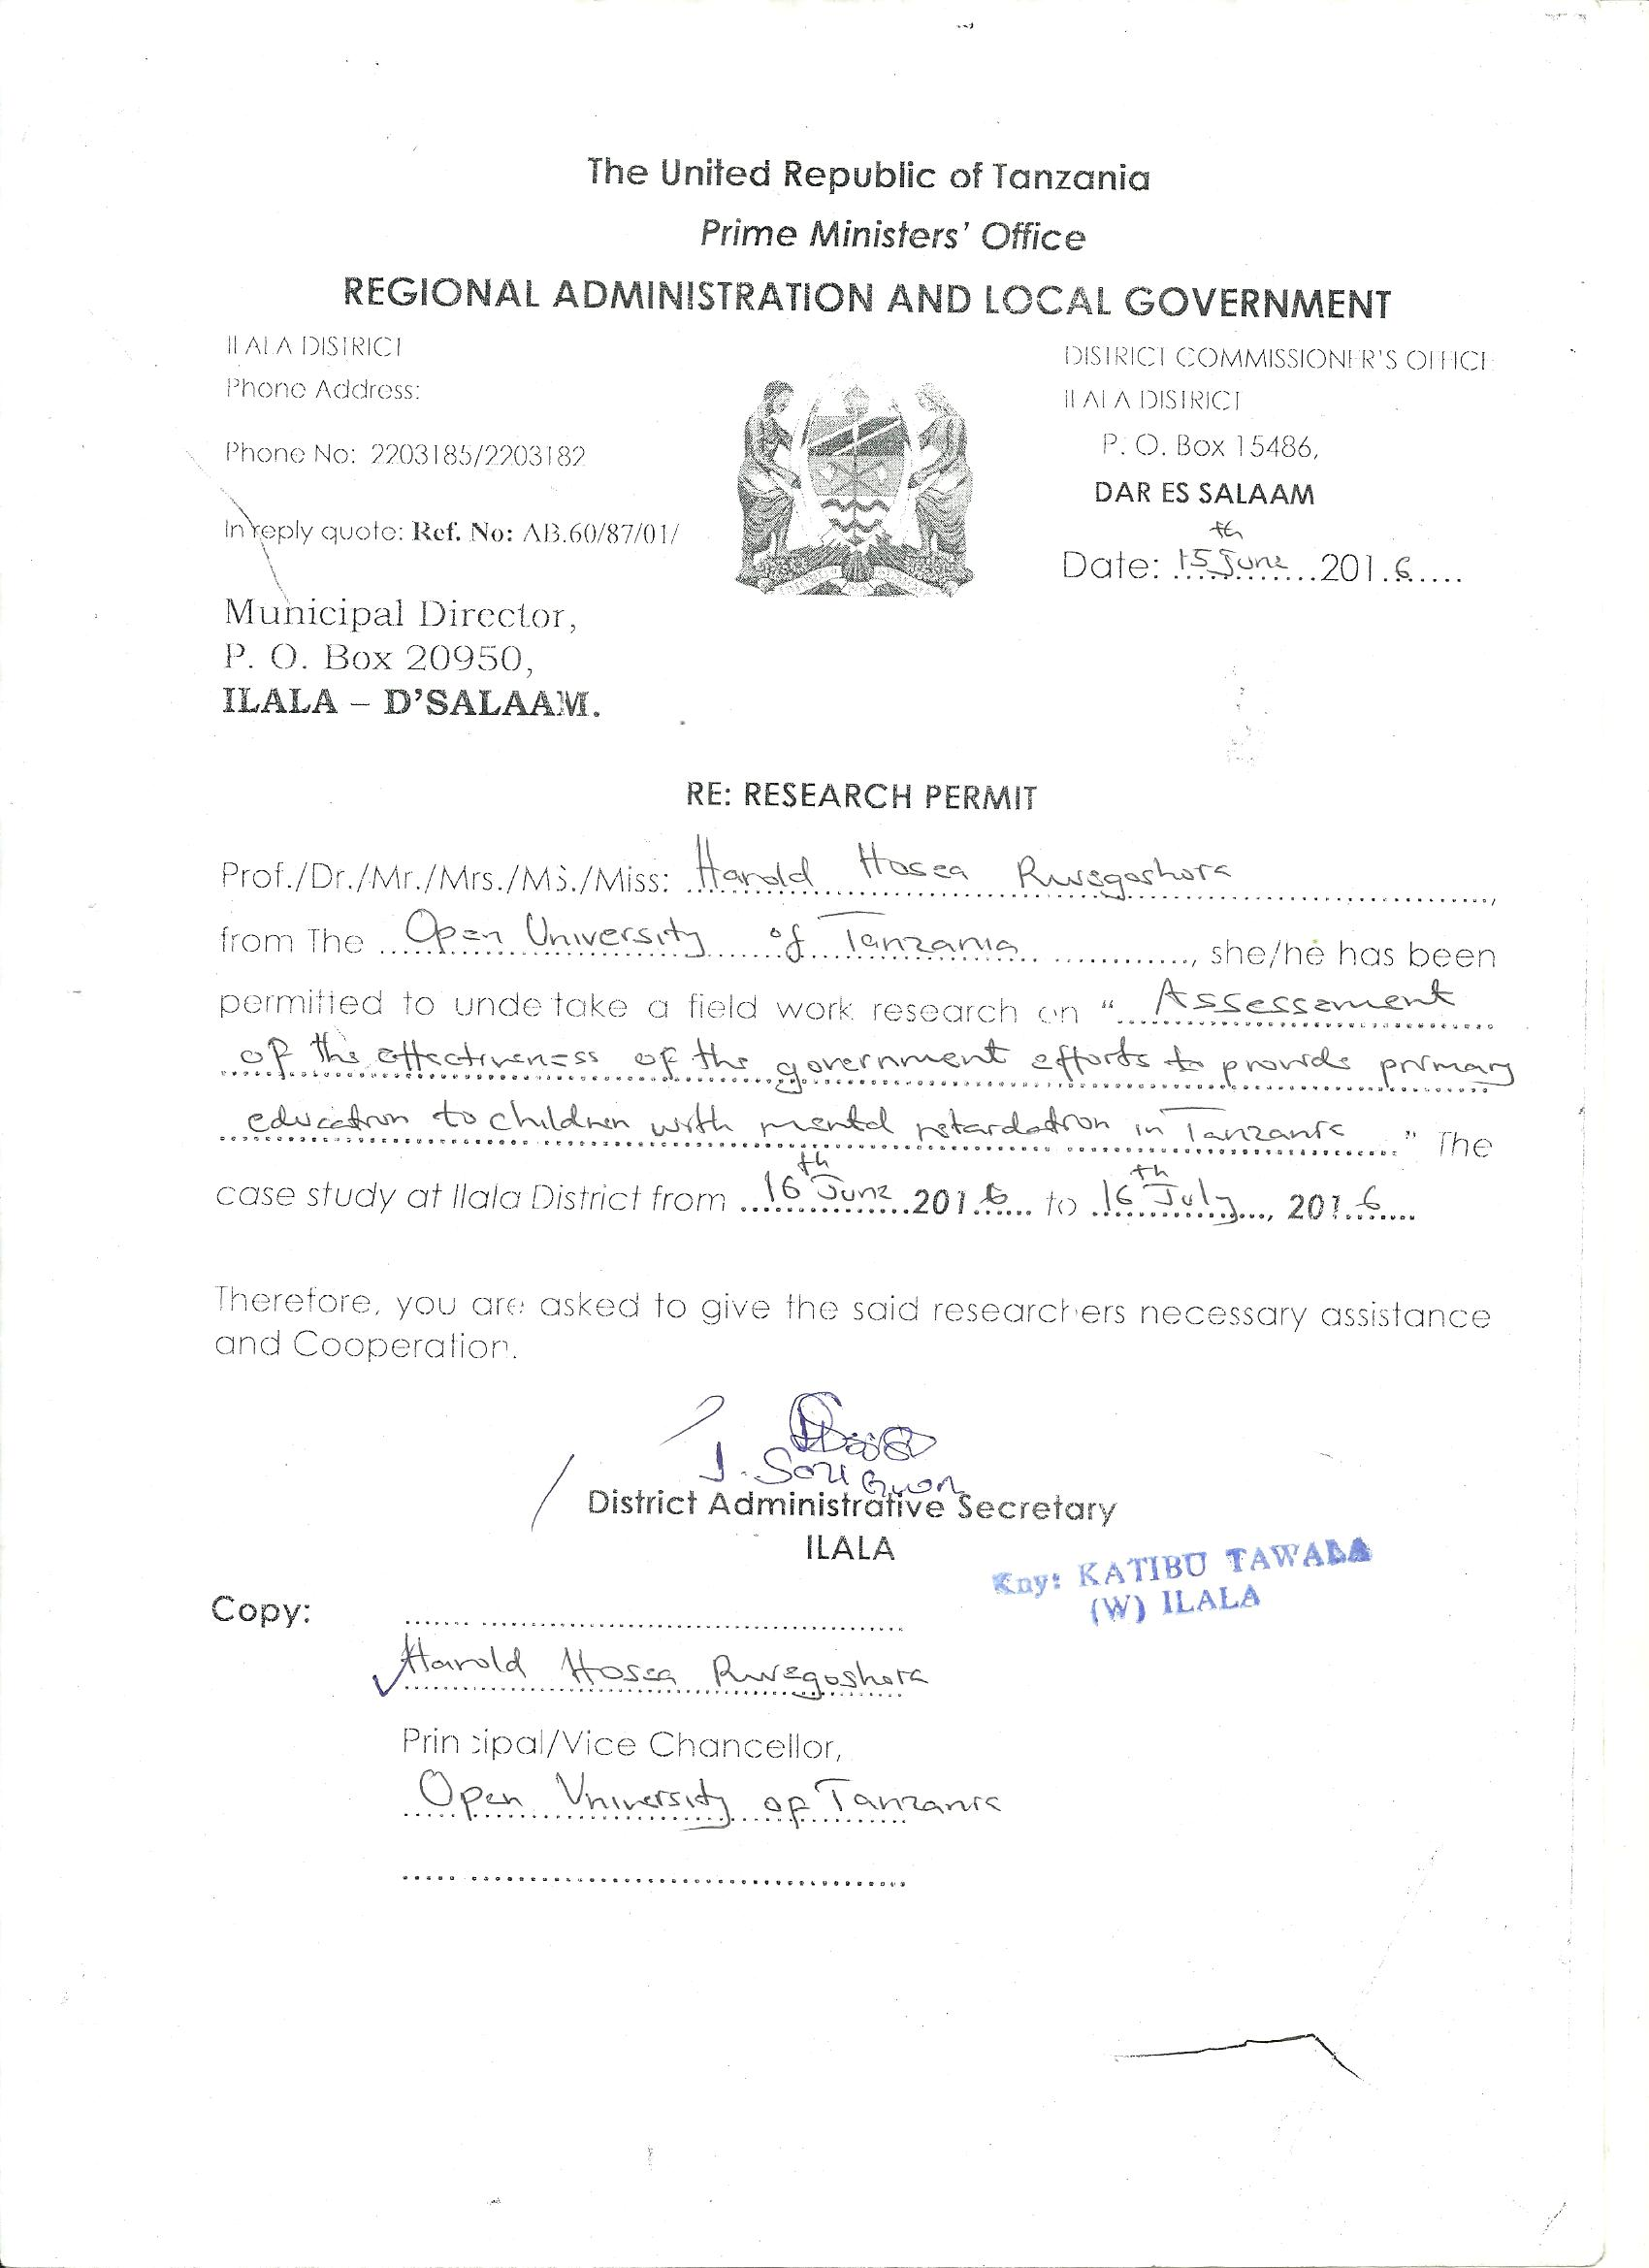 The United Republic of Tanzania
Prime Ministers' Office
REGIONAL ADMINISTRATION AND LOCAL GOVERNMENT
ILALA DISTRICT
Phone Address:
Phone No: 2203185/2203182
In reply quote: Ref. No: AB.60/87/01/
DISTRICT COMMISSIONER'S OFFICE
ILALA DISTRICT
P. O. Box 15486,
DAR ES SALAAM
Date: 15th June 2016
Municipal Director,
P. O. Box 20950,
ILALA – D'SALAAM.
RE: RESEARCH PERMIT
Prof./Dr./Mr./Mrs./Ms./Miss: Harold Hosea Rwegoshora,
from The Open University of Tanzania, she/he has been
permitted to undertake a field work research on "Assessement
of the effectiveness of the government efforts to provide primary
education to children with mental retardation in Tanzania" The
case study at Ilala District from 16th June 2016 to 16th July, 2016
Therefore, you are asked to give the said researchers necessary assistance
and Cooperation.
District Administrative Secretary
ILALA
Kny: KATIBU TAWALA
(W) ILALA
Copy:
Harold Hosea Rwegoshora
Principal/Vice Chancellor,
Open University of Tanzania